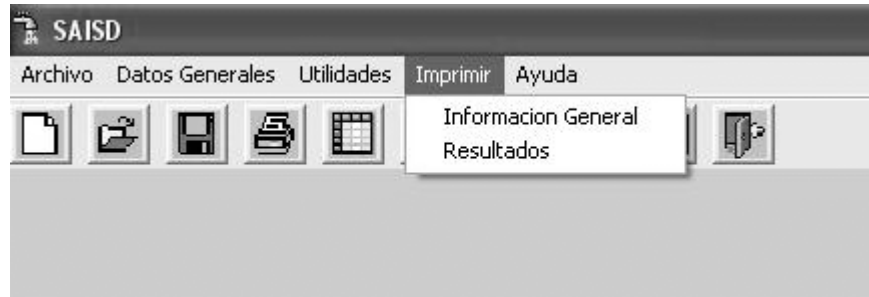 SAISD
Archivo Datos Generales Utilidades Imprimir Ayuda
Informacion General
Resultados